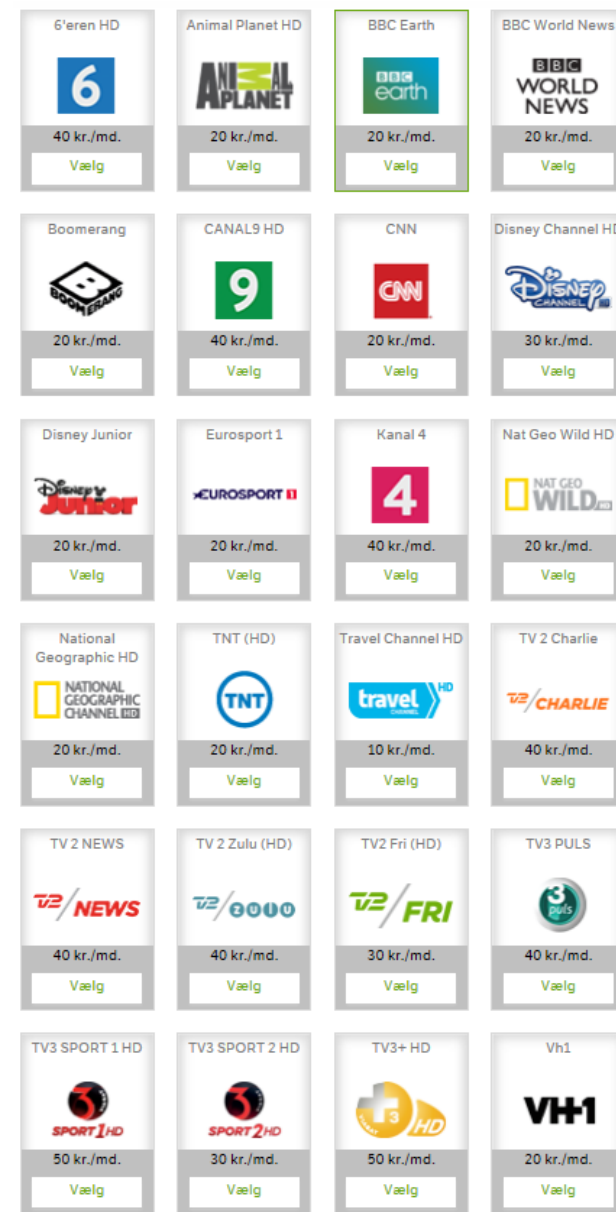 6'eren HD
Animal Planet HD
BBC Earth
BBC World News
6
ANIMAL
PLANET
BBC
earth
BBC
WORLD
NEWS
40 kr./md.
20 kr./md.
20 kr./md.
20 kr./md.
Vælg
Vælg
Vælg
Vælg
Boomerang
CANAL9 HD
CNN
Disney Channel HD
BOOMERANG
9
CNN
DISNEY
CHANNEL
20 kr./md.
40 kr./md.
20 kr./md.
30 kr./md.
Vælg
Vælg
Vælg
Vælg
Disney Junior
Eurosport 1
Kanal 4
Nat Geo Wild HD
DISNEY
Junior
EUROSPORT 1
4
NAT GEO
WILD HD
20 kr./md.
20 kr./md.
40 kr./md.
20 kr./md.
Vælg
Vælg
Vælg
Vælg
National
Geographic HD
TNT (HD)
Travel Channel HD
TV 2 Charlie
NATIONAL
GEOGRAPHIC
CHANNEL HD
TNT
travel HD
CHANNEL
TV2/CHARLIE
20 kr./md.
20 kr./md.
10 kr./md.
40 kr./md.
Vælg
Vælg
Vælg
Vælg
TV 2 NEWS
TV 2 Zulu (HD)
TV2 Fri (HD)
TV3 PULS
TV2/NEWS
TV2/ZULU
TV2/FRI
3
puls
40 kr./md.
40 kr./md.
30 kr./md.
40 kr./md.
Vælg
Vælg
Vælg
Vælg
TV3 SPORT 1 HD
TV3 SPORT 2 HD
TV3+ HD
Vh1
3
SPORT1HD
3
SPORT2HD
3
HD
VH1
50 kr./md.
30 kr./md.
50 kr./md.
20 kr./md.
Vælg
Vælg
Vælg
Vælg